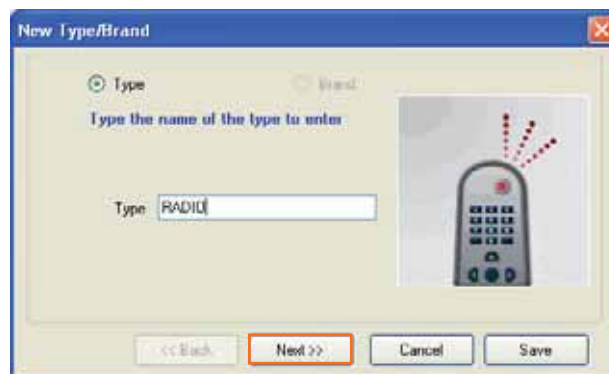 New Type/Brand
Type Brand
Type the name of the type to enter
Type RADIO
<< Back Next >> Cancel Save